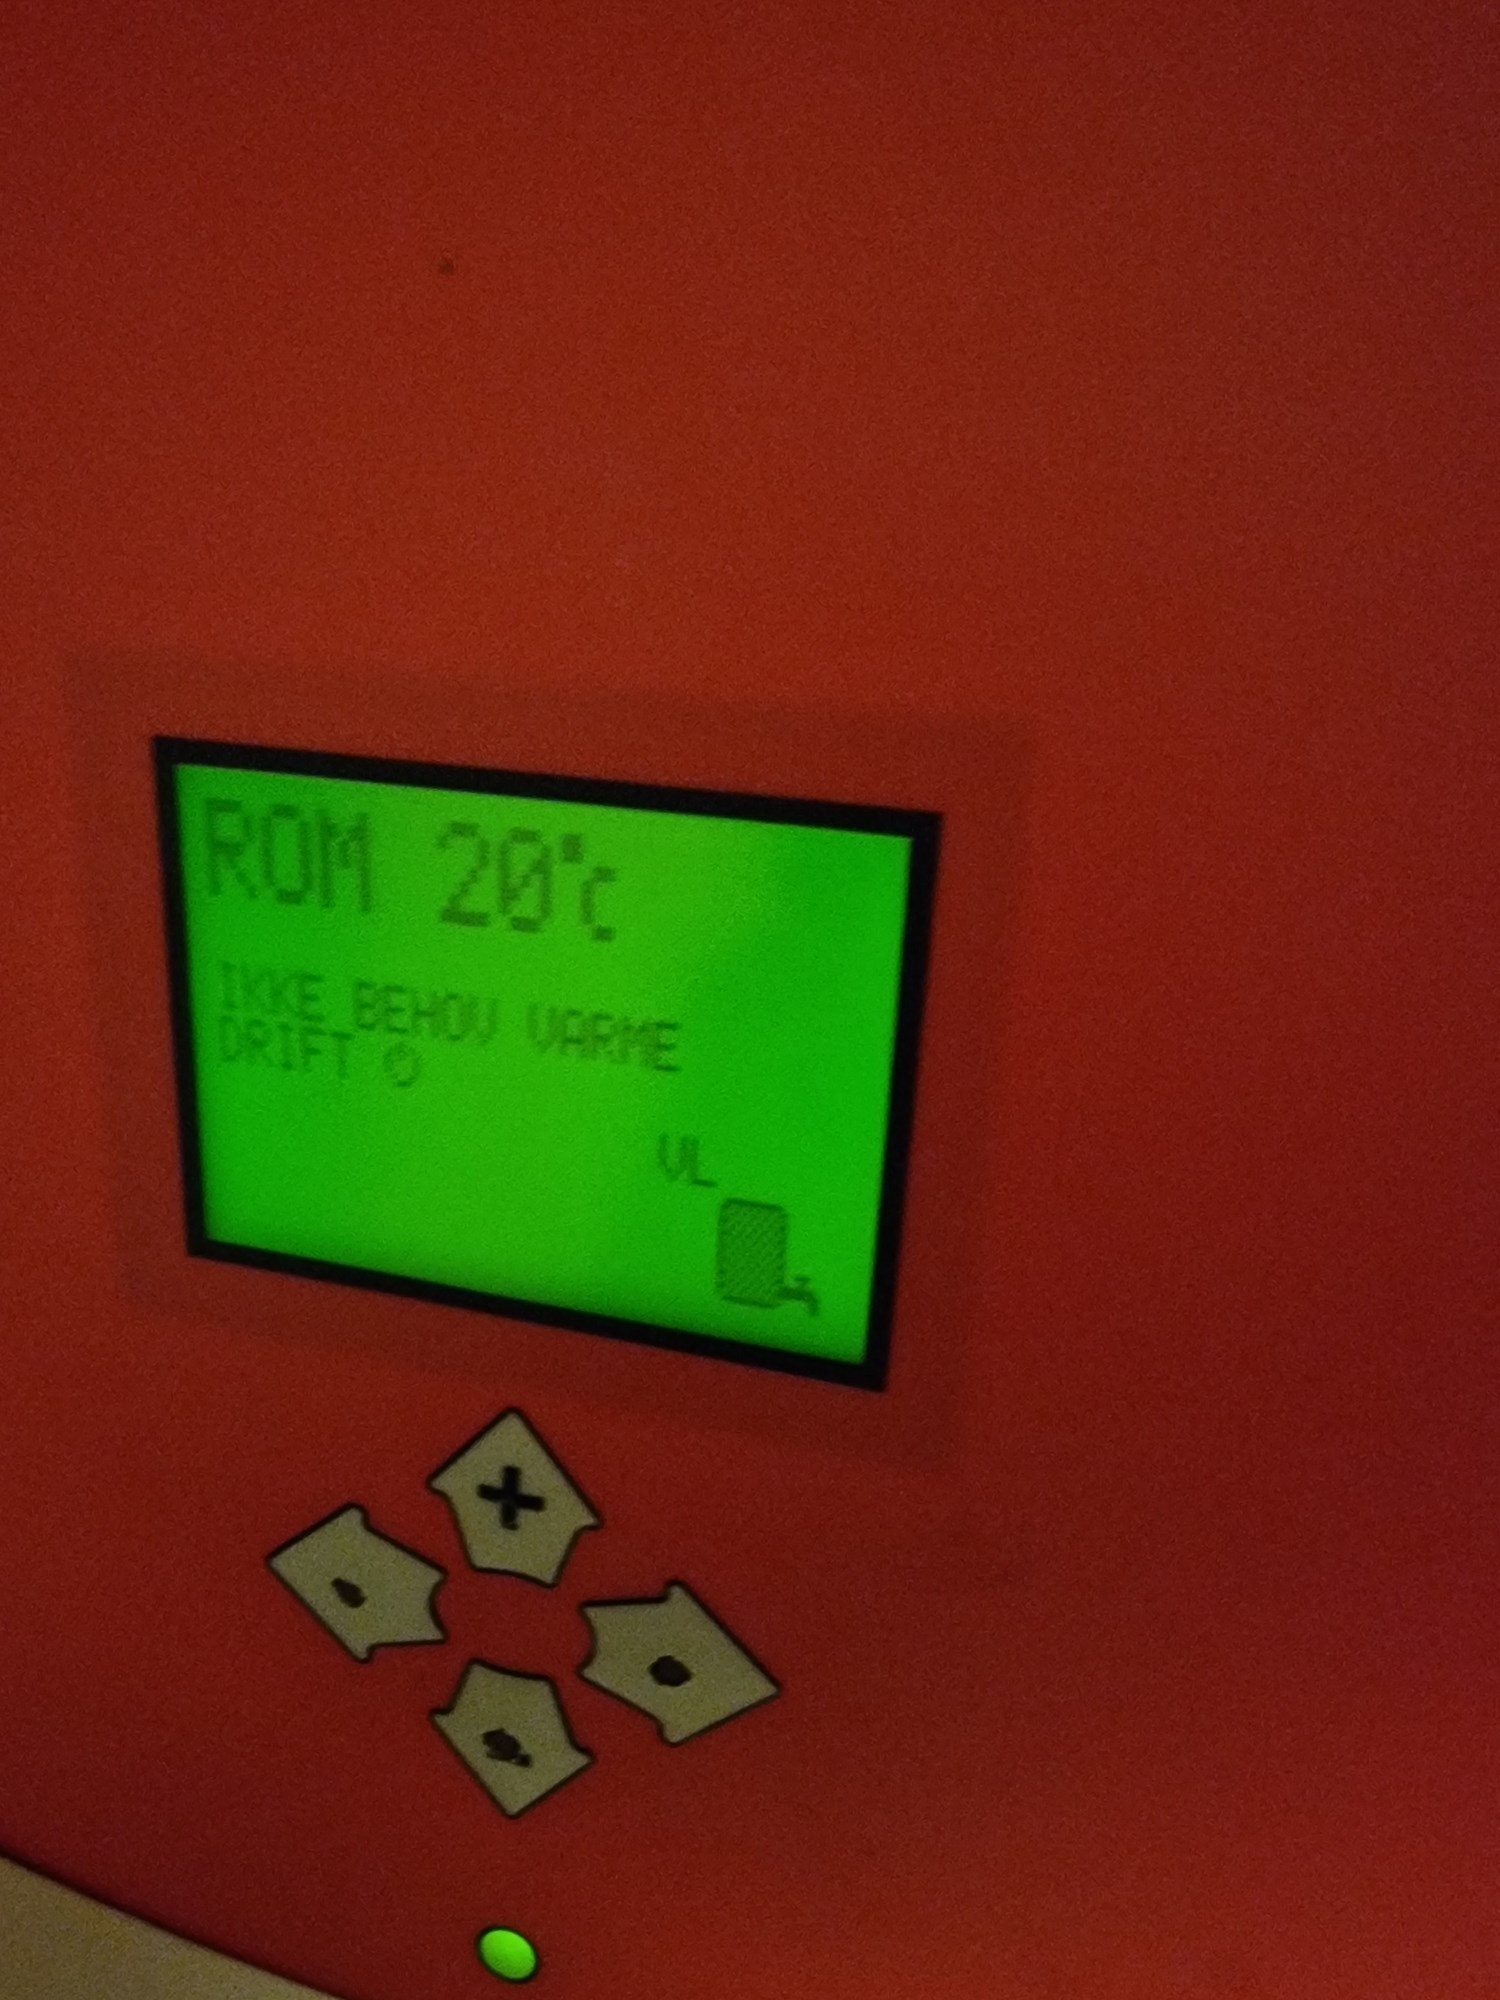 ROM 20°C
IKKE BEHOV VARME
DRIFT
VL
+